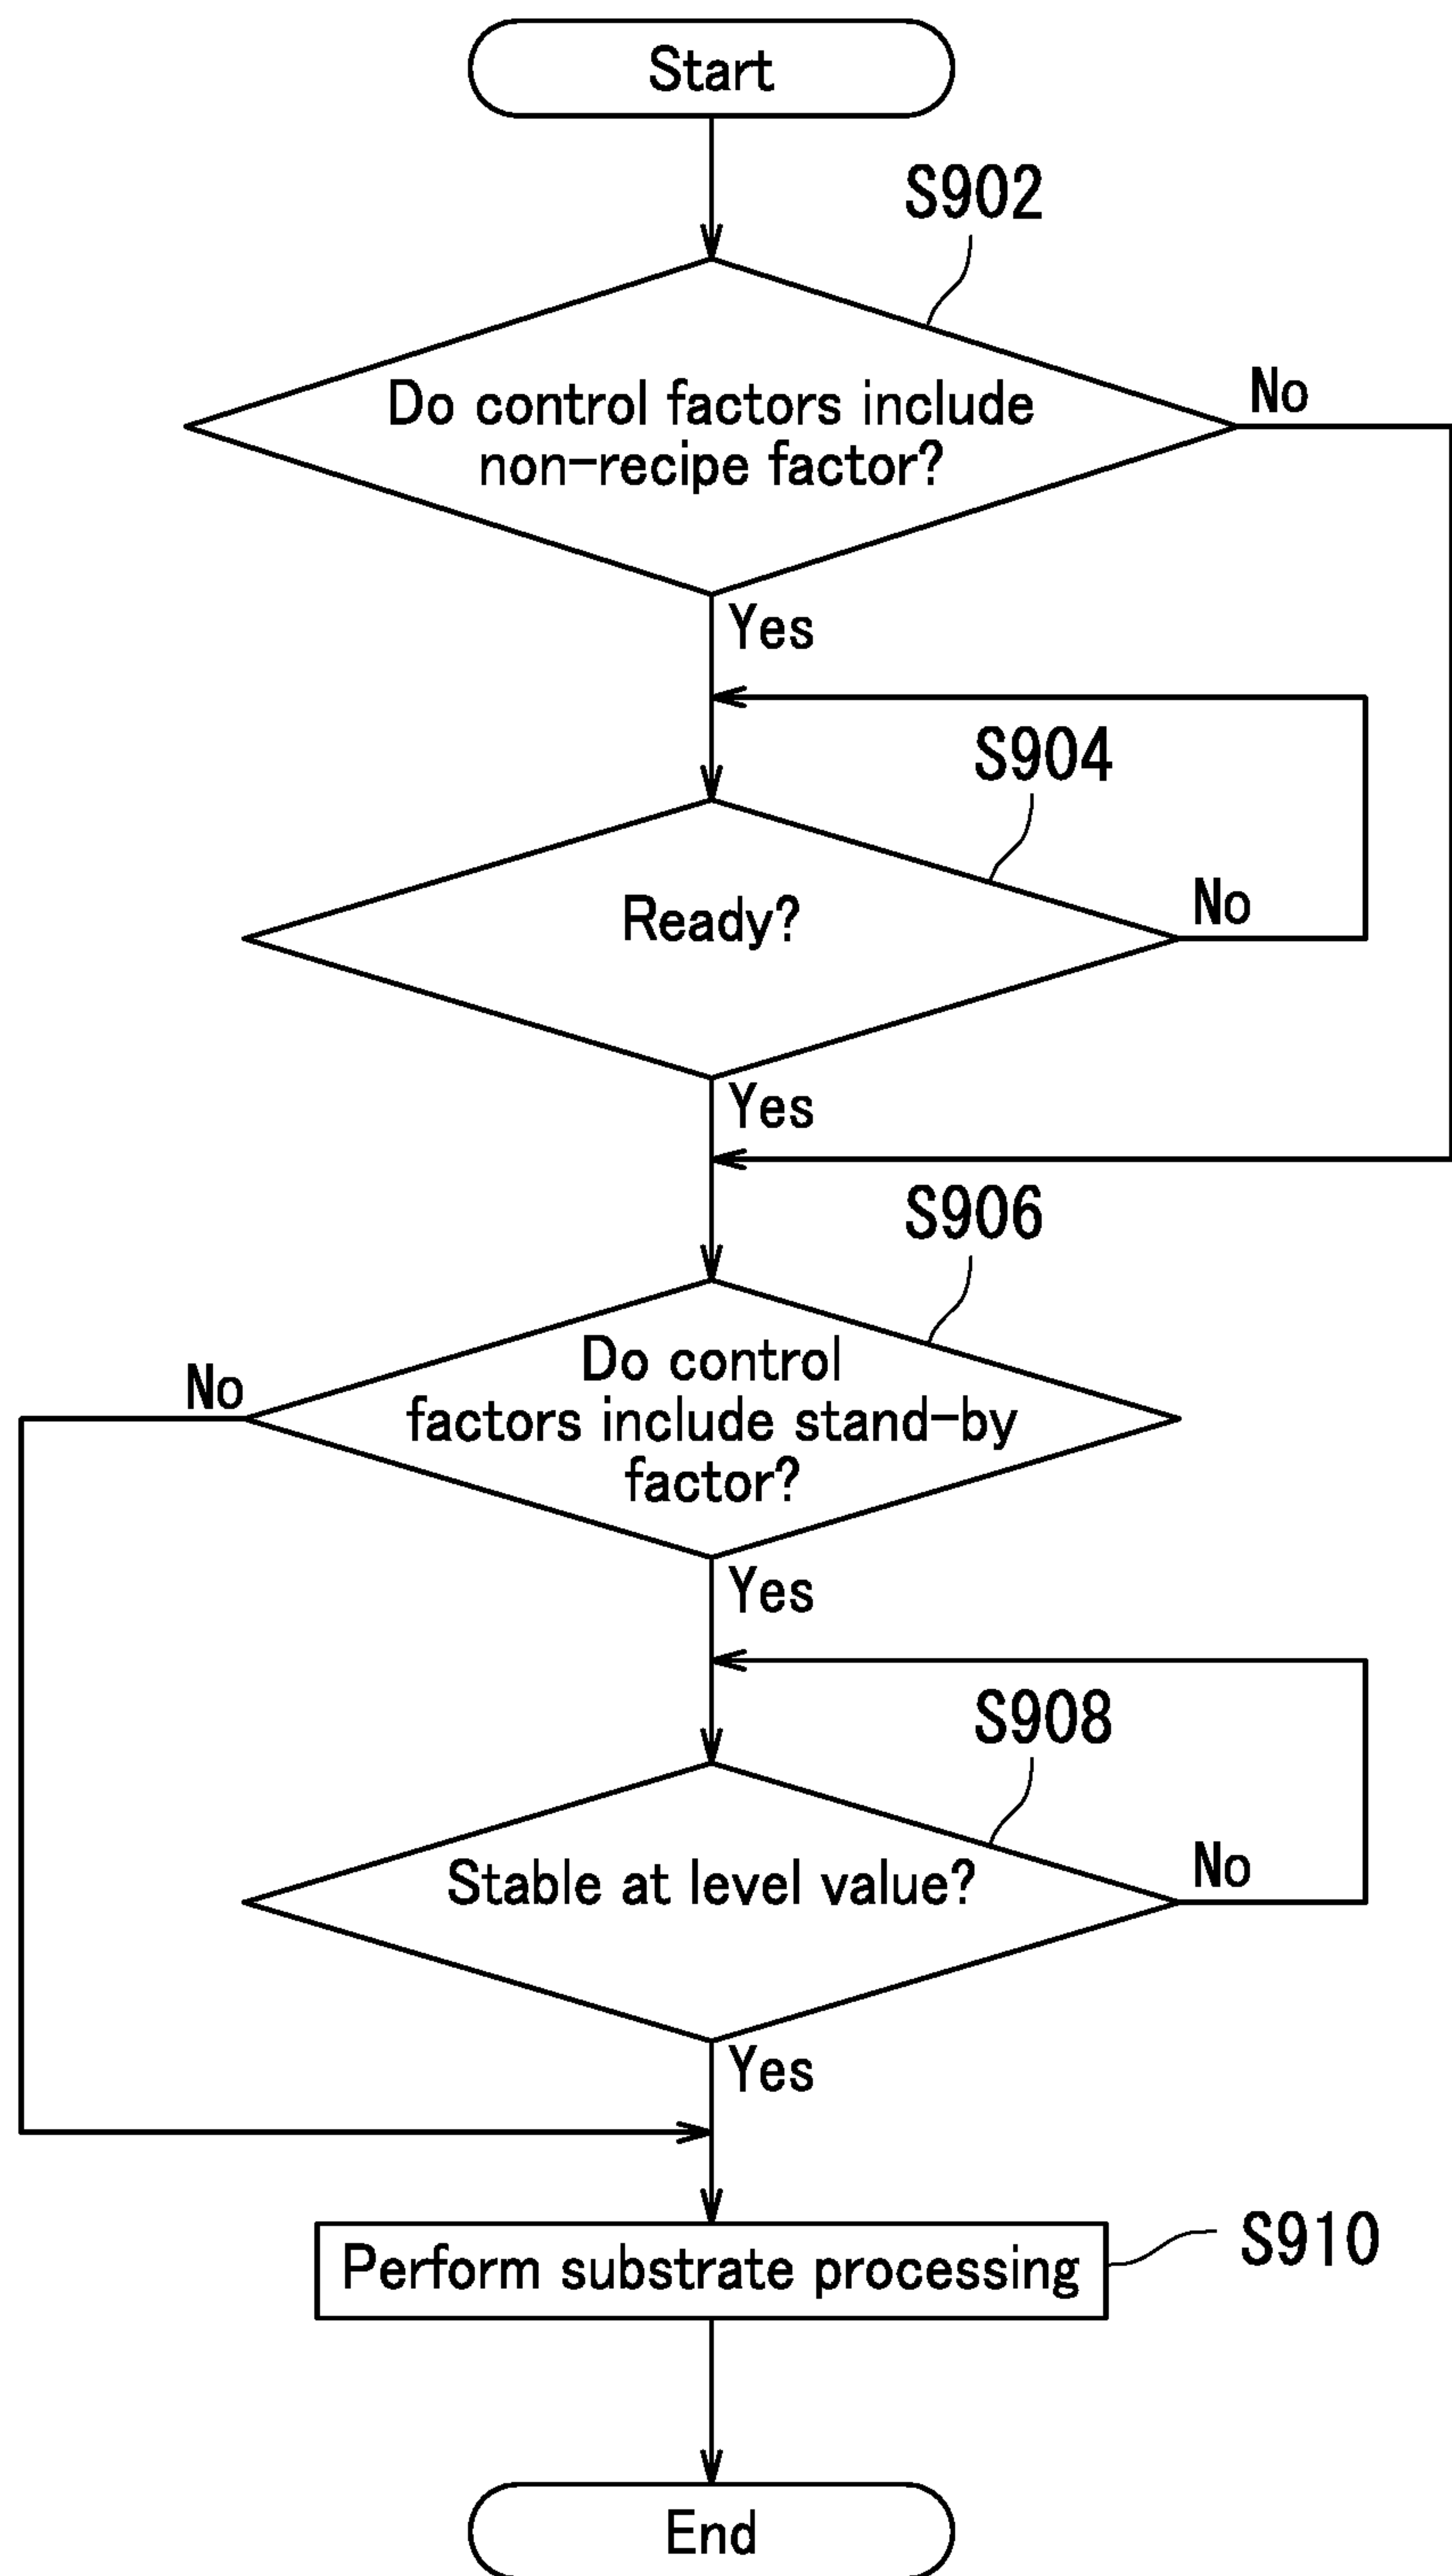 Start
S902
Do control factors include
non-recipe factor?
No
Yes
S904
Ready?
No
Yes
S906
Do control
factors include stand-by
factor?
No
Yes
S908
Stable at level value?
No
Yes
Perform substrate processing
S910
End